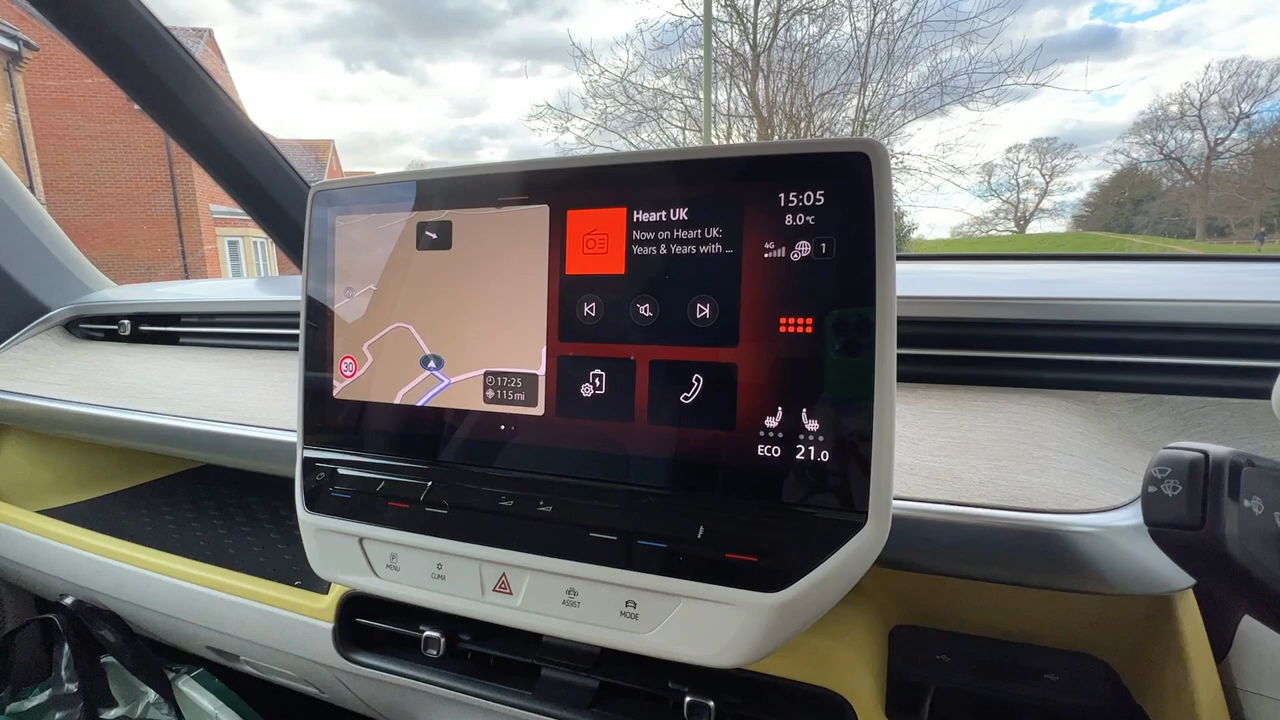 Heart UK
Now on Heart UK:
Years & Years with ...
15:05
8.0°C
4G
1
30
17:25
115 mi
ECO
21.0
P
MENU
CLIMA
ASSIST
MODE